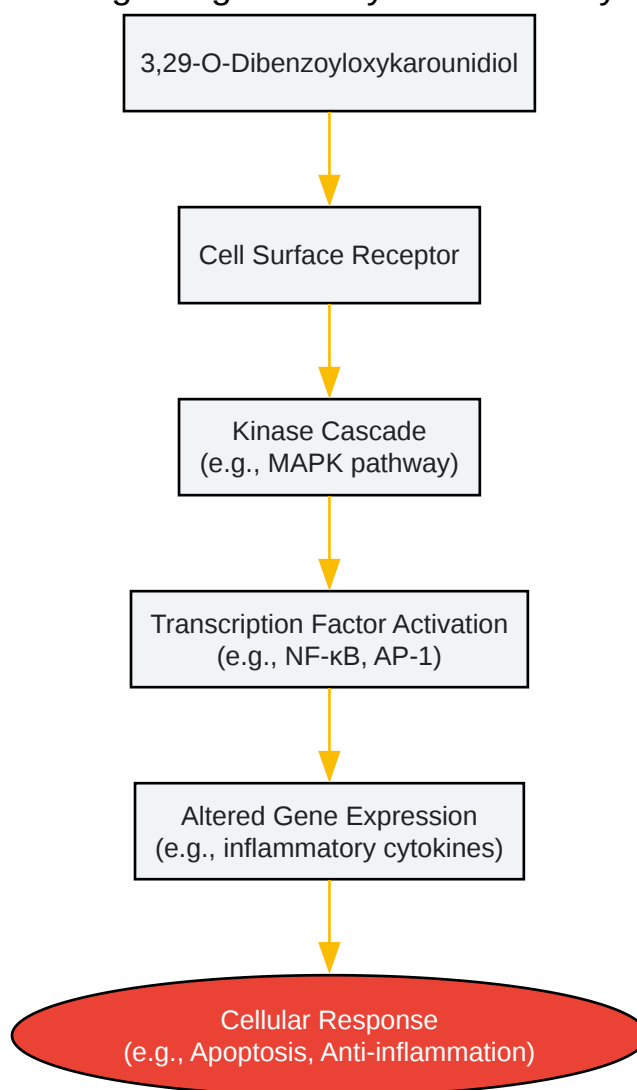 3,29-O-Dibenzoyloxykarounidiol
Cell Surface Receptor
Kinase Cascade
(e.g., MAPK pathway)
Transcription Factor Activation
(e.g., NF-κB, AP-1)
Altered Gene Expression
(e.g., inflammatory cytokines)
Cellular Response
(e.g., Apoptosis, Anti-inflammation)